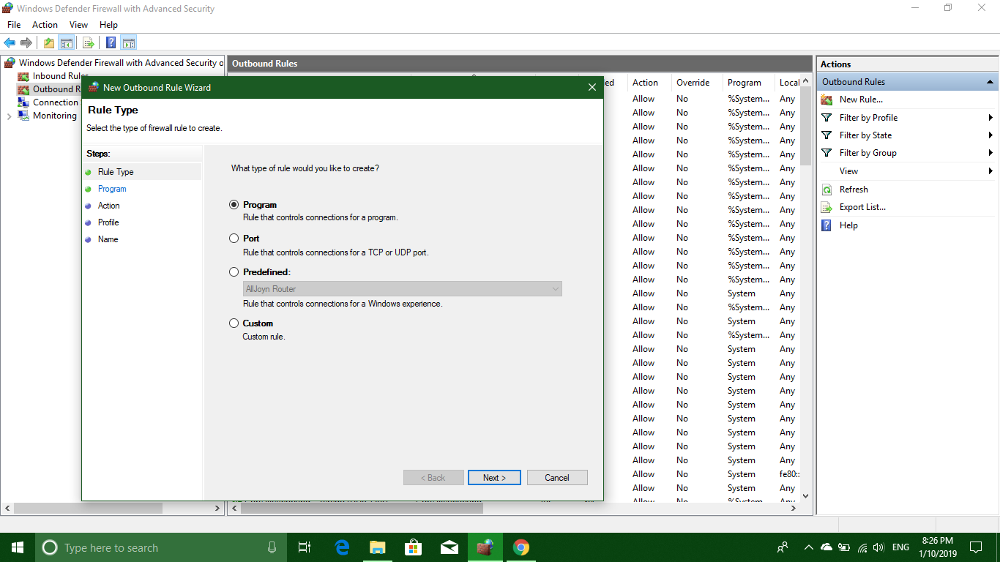 Windows Defender Firewall with Advanced Security
File Action View Help
Windows Defender Firewall with Advanced Security o
Inbound Rules
Outbound R
Connection
Monitoring
Outbound Rules
ed Action Override Program Local
Allow No %System... Any
Allow No %System... Any
Allow No %System... Any
Allow No %System... Any
Allow No %System... Any
Allow No %System... Any
Allow No %System... Any
Allow No %System... Any
Allow No %System... Any
Allow No %System... Any
Allow No %System... Any
Allow No %System... Any
Allow No %System... Any
Allow No %System... Any
Allow No System Any
Allow No %System... Any
Allow No System Any
Allow No %System... Any
Allow No System Any
Allow No System Any
Allow No System Any
Allow No System Any
Allow No System Any
Allow No System Any
Allow No System Any
Allow No System Any
Allow No System Any
Allow No System fe80::
Allow No System Any
Allow No %System... Any
New Outbound Rule Wizard
Rule Type
Select the type of firewall rule to create.
Steps:
Rule Type
Program
Action
Profile
Name
What type of rule would you like to create?
Program
Rule that controls connections for a program.
Port
Rule that controls connections for a TCP or UDP port.
Predefined:
AllJoyn Router
Rule that controls connections for a Windows experience.
Custom
Custom rule.
< Back Next > Cancel
Actions
Outbound Rules
New Rule...
Filter by Profile
Filter by State
Filter by Group
View
Refresh
Export List...
Help
Type here to search
ENG
8:26 PM
1/10/2019